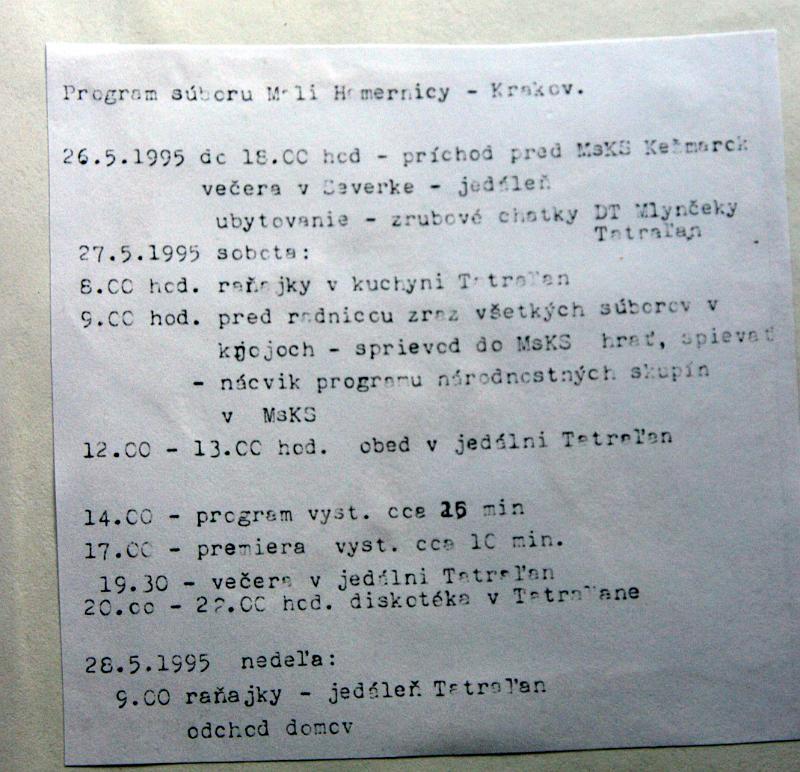 Program súboru Mali Hamernicy - Krakov.
26.5.1995 do 18.00 hod - príchod pred MsKS Kežmarok
večera v Severke - jedáleň
ubytovanie - zrubové chatky DT Mlynčeky
Tatraľan
27.5.1995 sobota:
8.00 hod. raňajky v kuchyni Tatraľan
9.00 hod. pred radnicou zraz všetkých súborov v
krojoch - sprievod do MsKS hrať, spievať
- nácvik programu národnostných skupín
v MsKS
12.00 - 13.00 hod. obed v jedálni Tatraľan
14.00 - program vyst. cca min
17.00 - premiera vyst. cca 10 min.
19.30 - večera v jedálni Tatraľan
20.00 - 22.00 hod. diskotéka v Tatraľane
28.5.1995 nedeľa:
9.00 raňajky - jedáleň Tatraľan
odchod domov